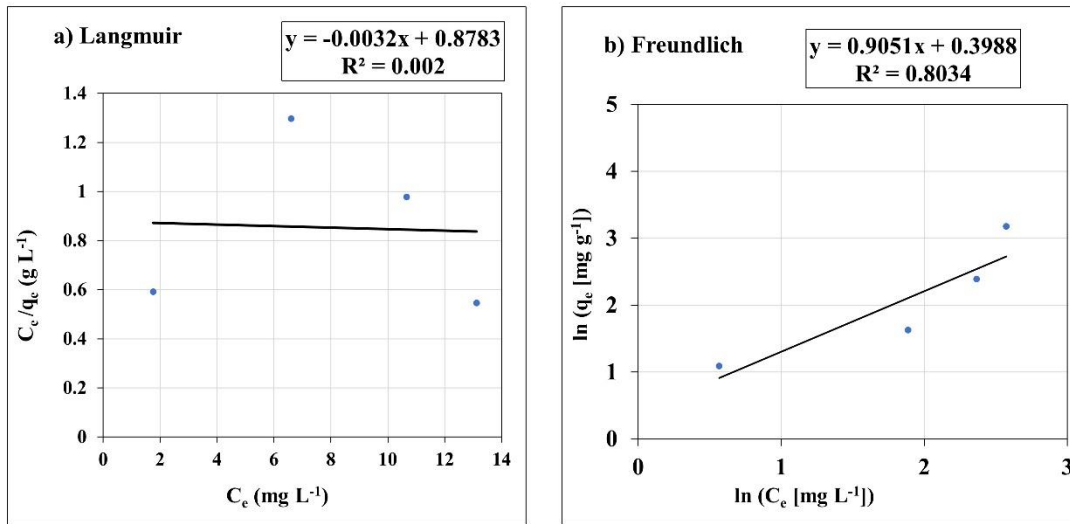 a) Langmuir
y = -0.0032x + 0.8783
R² = 0.002
1.4
1.2
1
0.8
0.6
0.4
0.2
0
0
2
4
6
8
10
12
14
Cₑ/qₑ (g L⁻¹)
Cₑ (mg L⁻¹)
b) Freundlich
y = 0.9051x + 0.3988
R² = 0.8034
5
4
3
2
1
0
0
1
2
3
ln (qₑ [mg g⁻¹])
ln (Cₑ [mg L⁻¹])